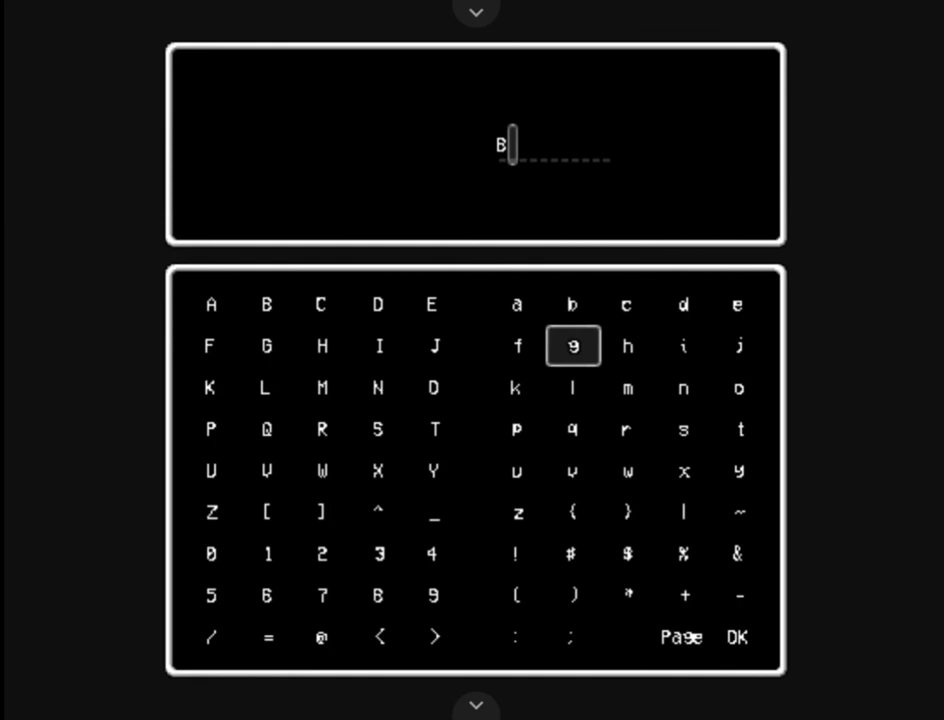 B
A B C D E a b c d e
F G H I J f g h i j
K L M N O k l m n o
P Q R S T p q r s t
U V W X Y u v w x y
Z [ ] ^ _ z { } | ~
0 1 2 3 4 ! # $ % &
5 6 7 8 9 ( ) * + -
/ = @ < > : ; Page OK